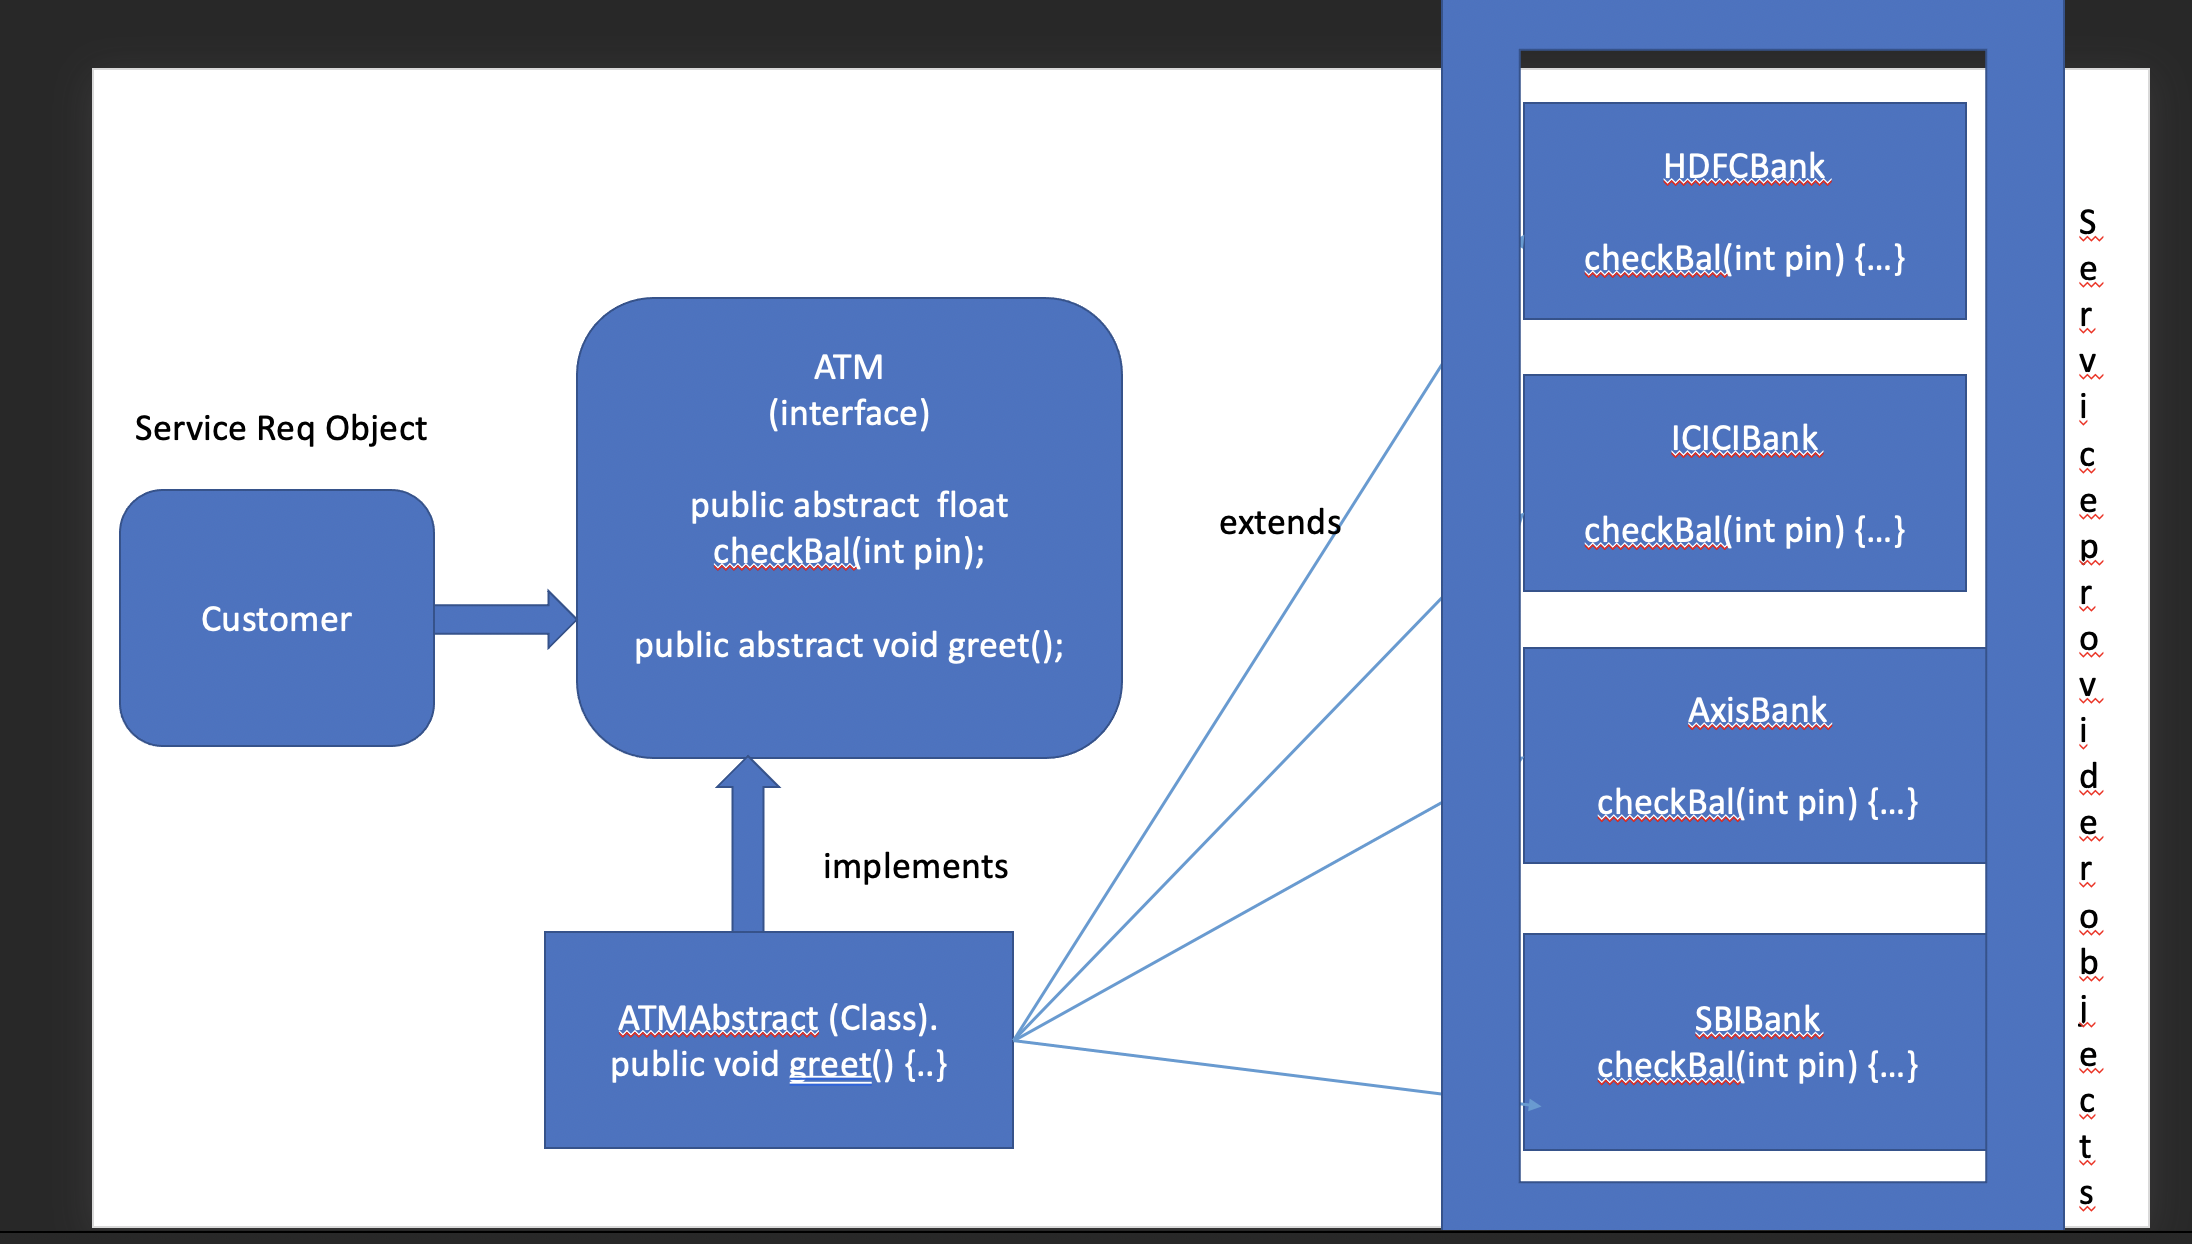 Service Req Object
Customer
ATM
(interface)
public abstract  float
checkBal(int pin);
public abstract void greet();
implements
ATMAbstract (Class).
public void greet() {..}
extends
HDFCBank
checkBal(int pin) {...}
ICICIBank
checkBal(int pin) {...}
AxisBank
checkBal(int pin) {...}
SBIBank
checkBal(int pin) {...}
S
e
r
v
i
c
e
p
r
o
v
i
d
e
r
o
b
j
e
c
t
s